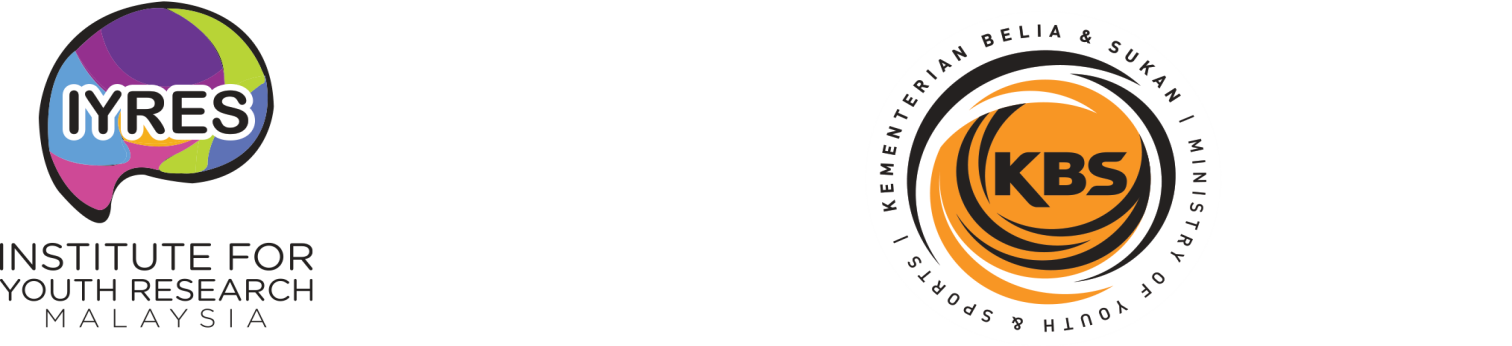 IYRES
INSTITUTE FOR
YOUTH RESEARCH
MALAYSIA
KEMENTERIAN BELIA & SUKAN | MINISTRY OF YOUTH & SPORTS |
KBS